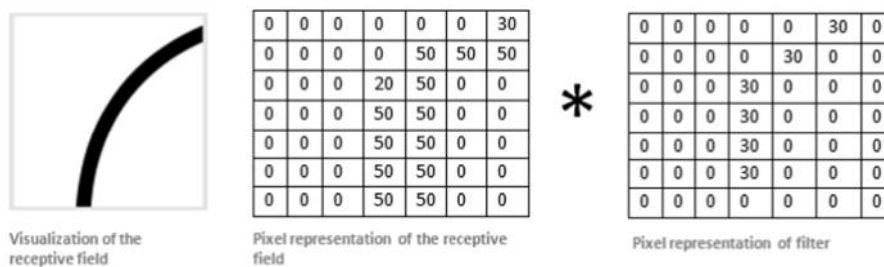 0 0 0 0 0 0 30
0 0 0 0 50 50 50
0 0 0 20 50 0 0
0 0 0 50 50 0 0
0 0 0 50 50 0 0
0 0 0 50 50 0 0
0 0 0 50 50 0 0
*
0 0 0 0 0 30 0
0 0 0 0 30 0 0
0 0 0 30 0 0 0
0 0 0 30 0 0 0
0 0 0 30 0 0 0
0 0 0 30 0 0 0
0 0 0 0 0 0 0
Visualization of the
receptive field
Pixel representation of the receptive
field
Pixel representation of filter